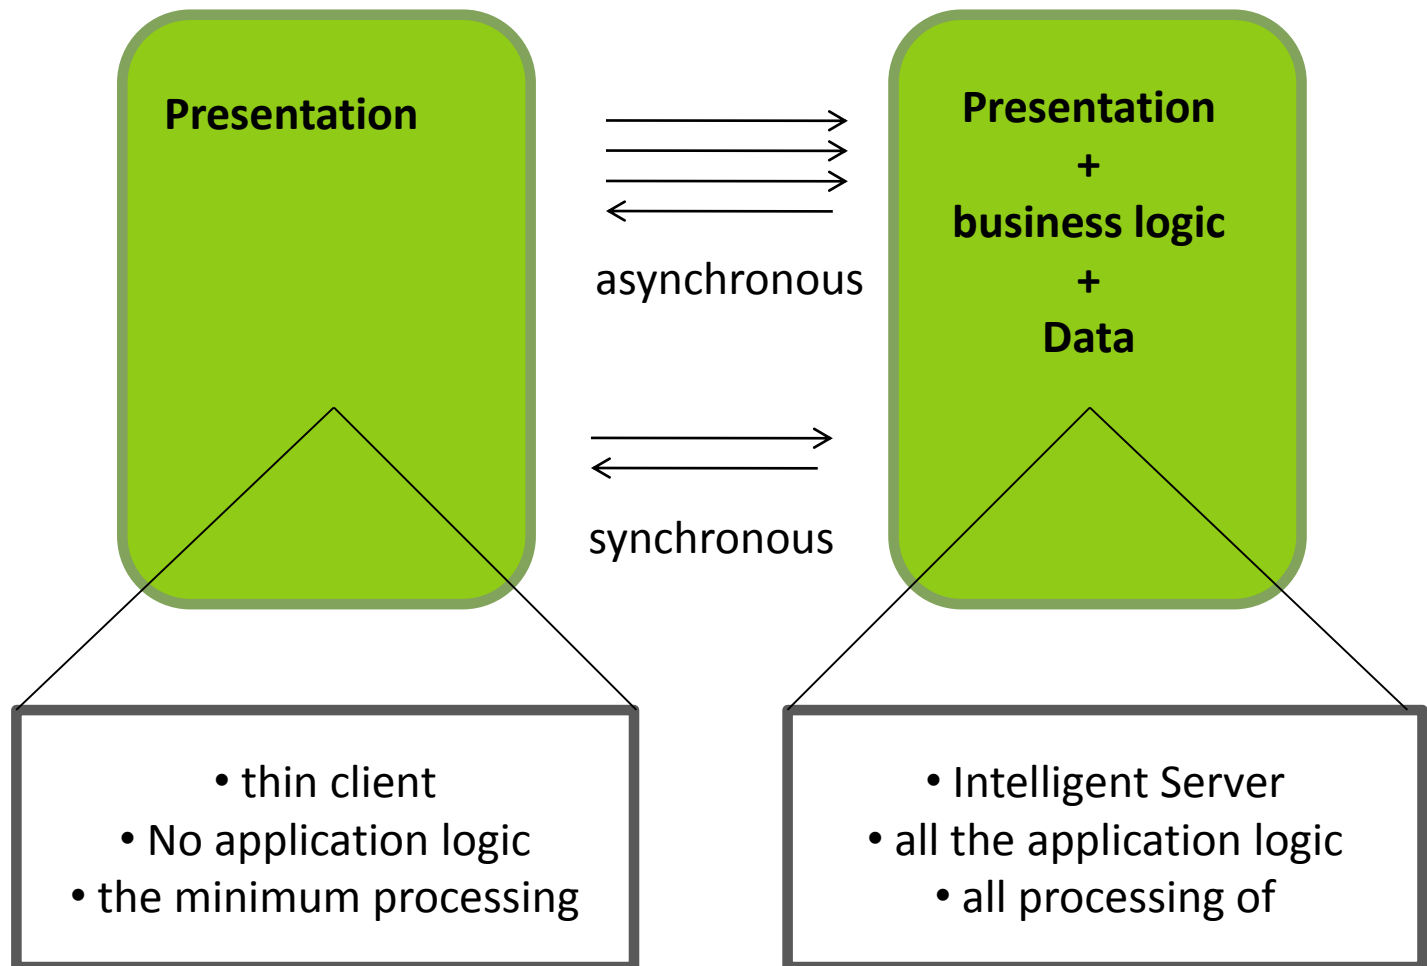 Presentation
asynchronous
synchronous
Presentation
+
business logic
+
Data
• thin client
• No application logic
• the minimum processing
• Intelligent Server
• all the application logic
• all processing of